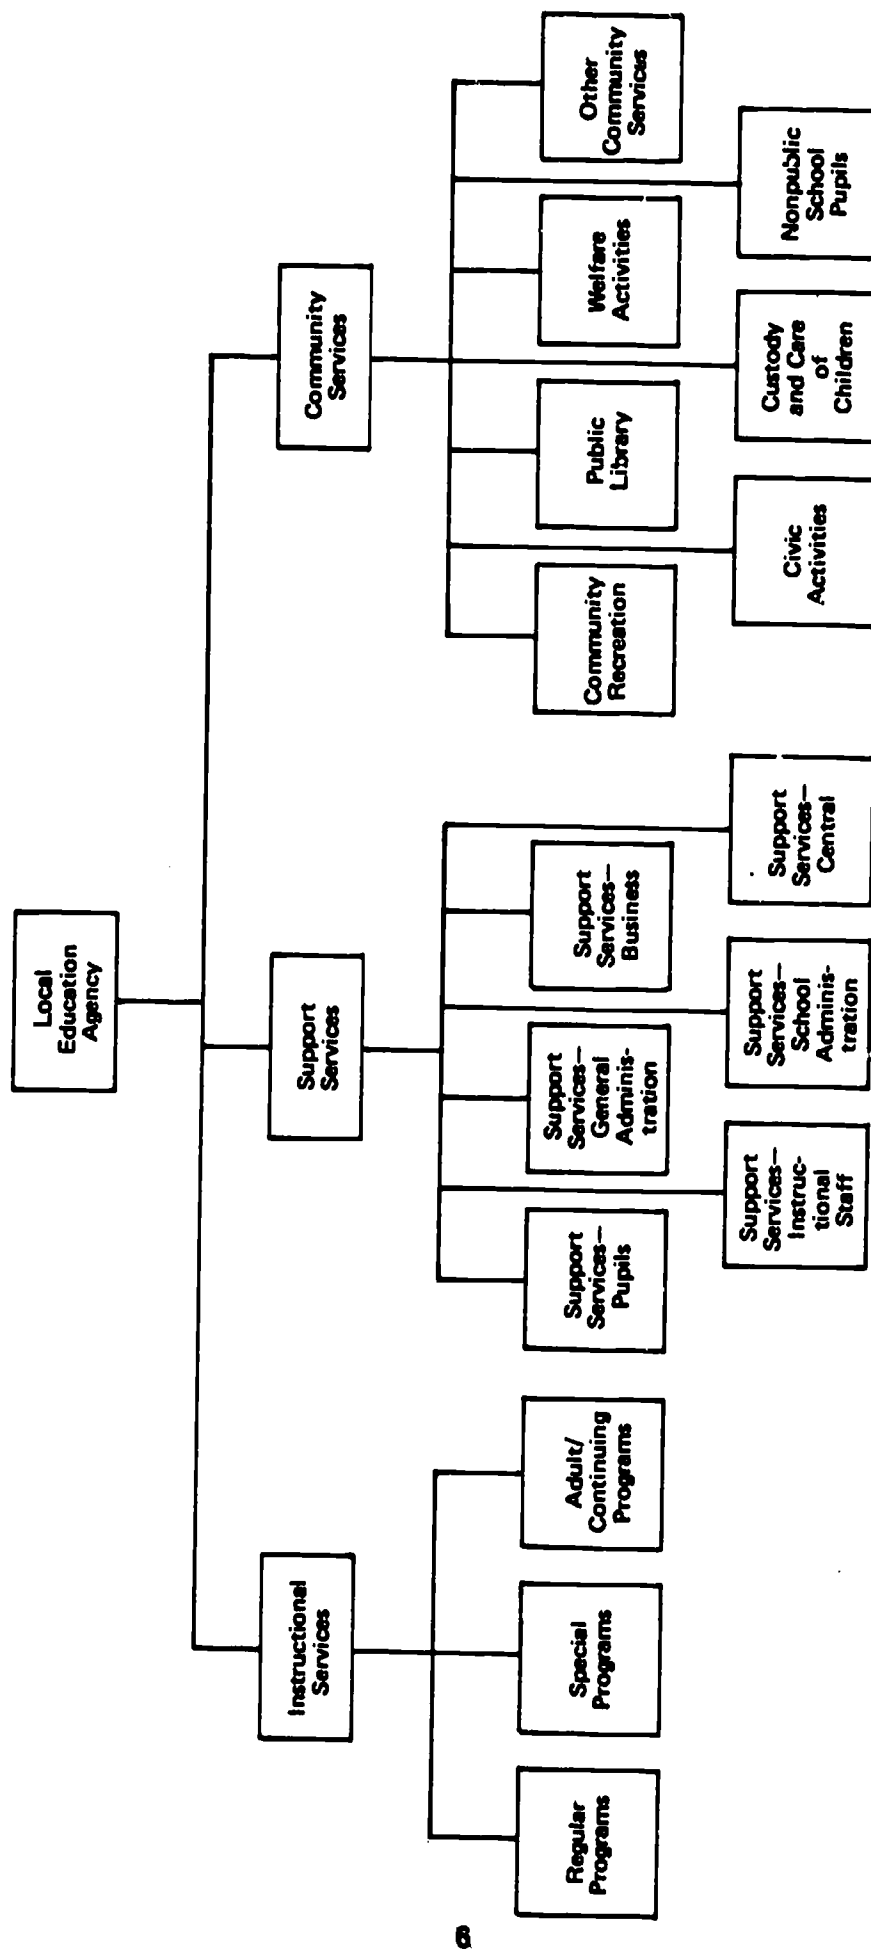 Local
Education
Agency
Instructional
Services
Support
Services
Community
Services
Regular
Programs
Special
Programs
Adult/
Continuing
Programs
Support
Services—
Pupils
Support
Services—
General
Adminis-
tration
Support
Services—
Business
Support
Services—
Instruc-
tional
Staff
Support
Services—
School
Adminis-
tration
Support
Services—
Central
Community
Recreation
Public
Library
Welfare
Activities
Other
Community
Services
Civic
Activities
Custody
and Care
of
Children
Nonpublic
School
Pupils